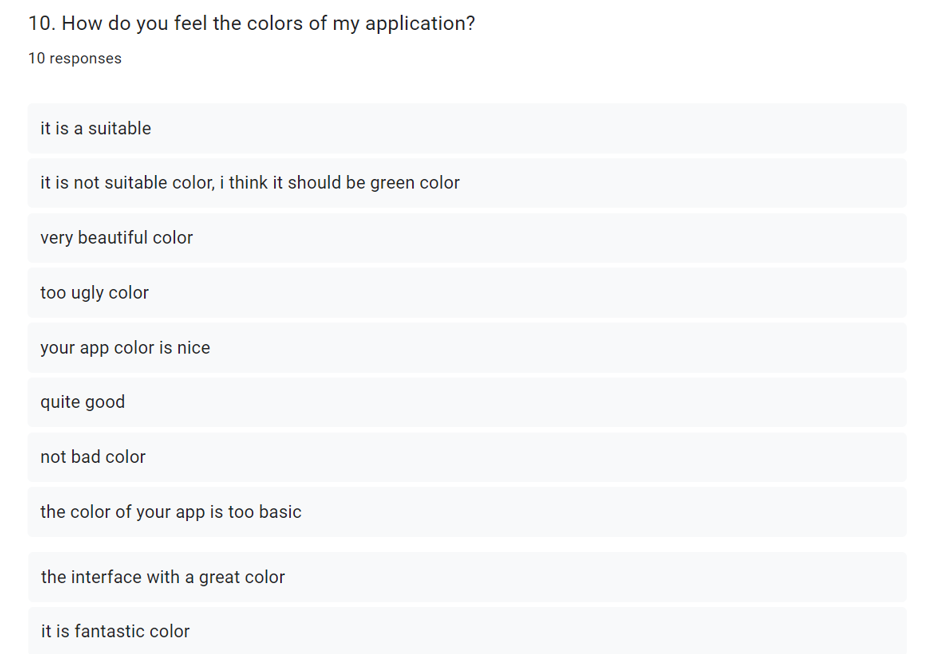 10. How do you feel the colors of my application?
10 responses
it is a suitable
it is not suitable color, i think it should be green color
very beautiful color
too ugly color
your app color is nice
quite good
not bad color
the color of your app is too basic
the interface with a great color
it is fantastic color